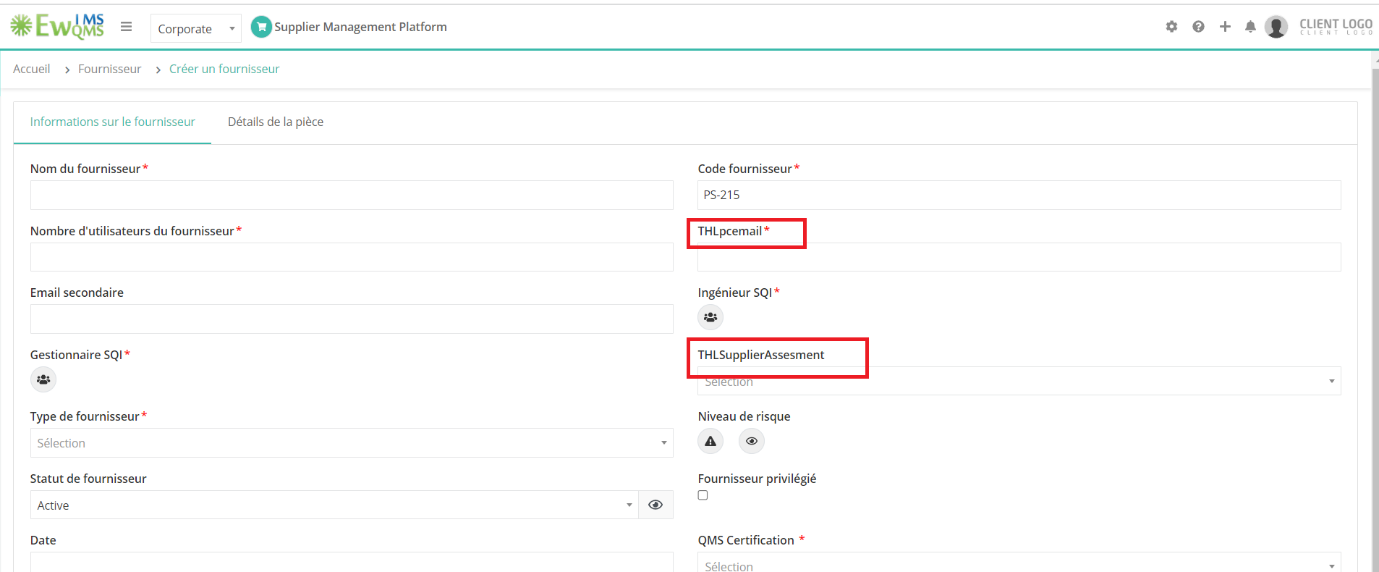 EwQMS IMS
Corporate
Supplier Management Platform
CLIENT LOGO
CLIENT LOGO
Accueil > Fournisseur > Créer un fournisseur
Informations sur le fournisseur
Détails de la pièce
Nom du fournisseur*
Code fournisseur*
PS-215
Nombre d'utilisateurs du fournisseur*
THLpcemail*
Email secondaire
Ingénieur SQI*
Gestionnaire SQI*
THLSupplierAssesment
Sélection
Type de fournisseur*
Sélection
Niveau de risque
Statut de fournisseur
Active
Fournisseur privilégié
Date
QMS Certification *
Sélection